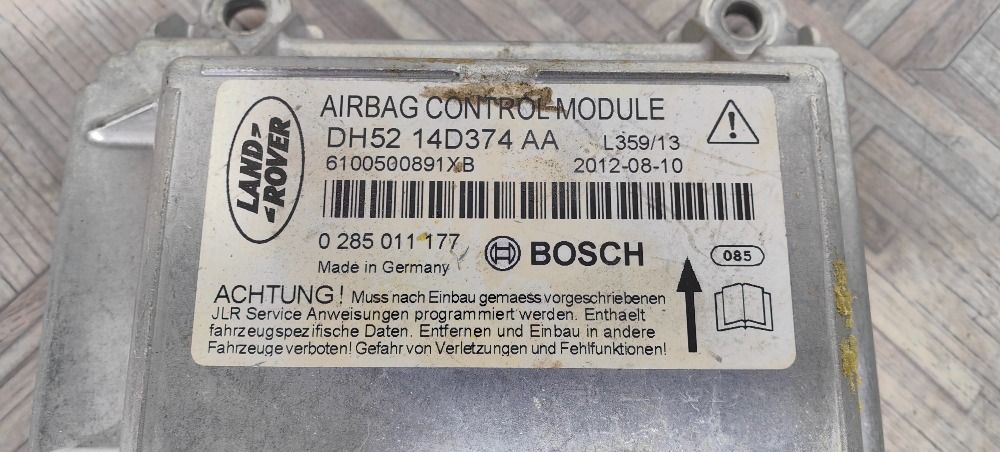 LAND
ROVER
AIRBAG CONTROL MODULE
DH52 14D374 AA L359/13
6100500891XB 2012-08-10
0 285 011 177 BOSCH 085
Made in Germany
ACHTUNG! Muss nach Einbau gemaess vorgeschriebenen
JLR Service Anweisungen programmiert werden. Enthaelt
fahrzeugspezifische Daten. Entfernen und Einbau in andere
Fahrzeuge verboten! Gefahr von Verletzungen und Fehlfunktionen!